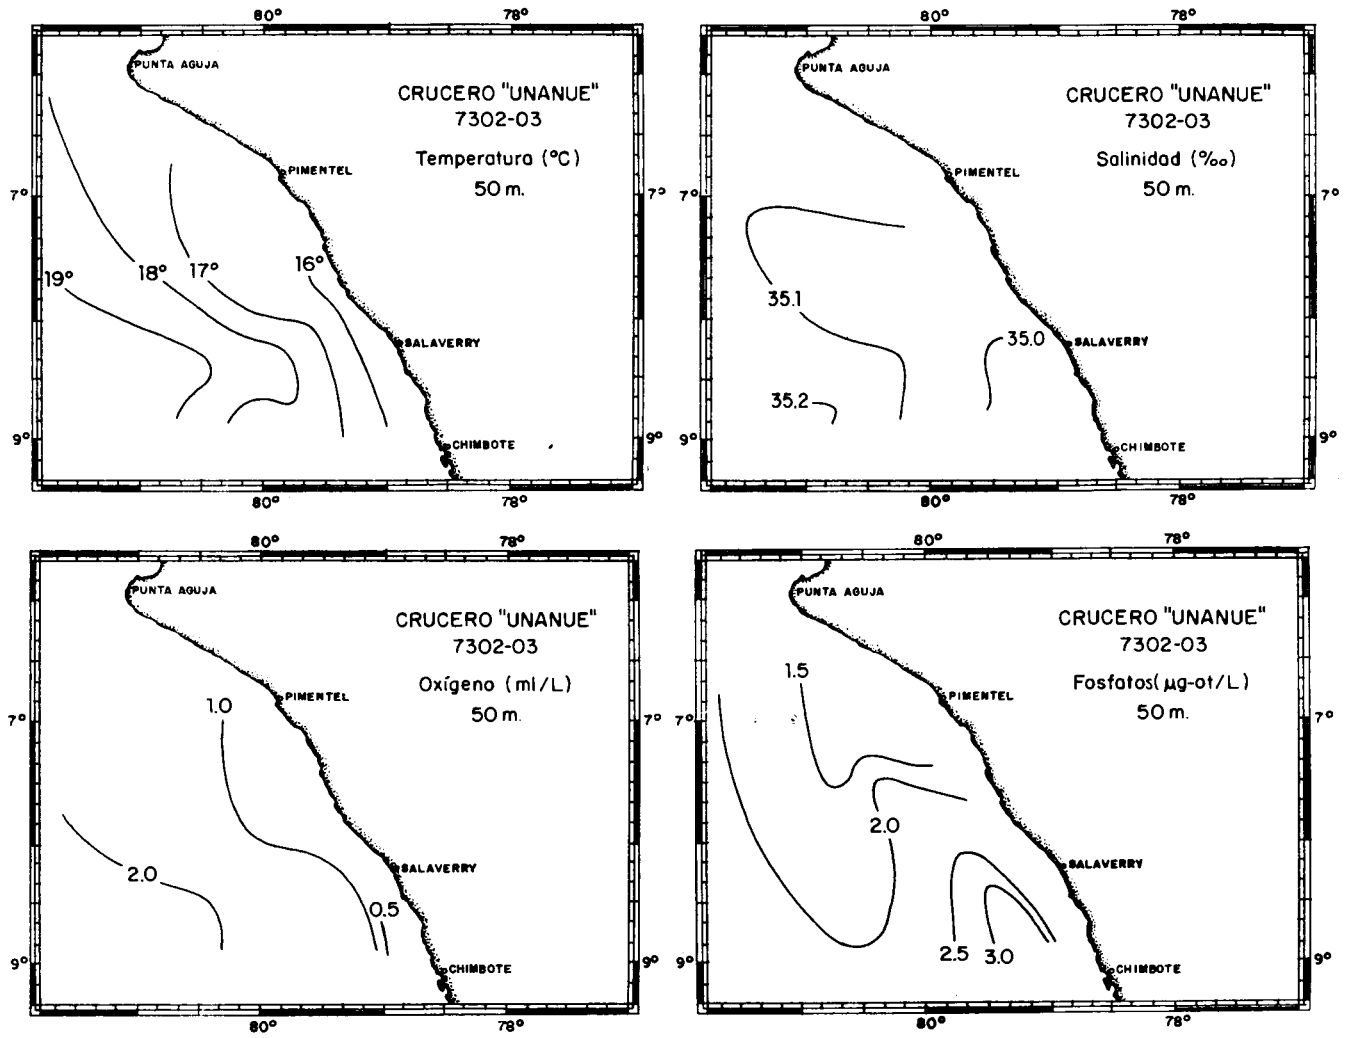 80° 78°
PUNTA AGUJA
CRUCERO "UNANUE"
7302-03
Temperatura (°C)
50 m.
PIMENTEL
7° 7°
19° 18° 17° 16°
SALAVERRY
9° 9°
CHIMBOTE
80° 78°
80° 78°
PUNTA AGUJA
CRUCERO "UNANUE"
7302-03
Salinidad (‰)
50 m.
PIMENTEL
7° 7°
35.1
35.0
SALAVERRY
35.2
9° 9°
CHIMBOTE
80° 78°
80° 78°
PUNTA AGUJA
CRUCERO "UNANUE"
7302-03
Oxígeno (ml/L)
50 m.
PIMENTEL
1.0
7° 7°
2.0
SALAVERRY
0.5
9° 9°
CHIMBOTE
80° 78°
80° 78°
PUNTA AGUJA
CRUCERO "UNANUE"
7302-03
Fosfatos(µg-at/L)
50 m.
1.5
PIMENTEL
7° 7°
2.0
SALAVERRY
2.5 3.0
9° 9°
CHIMBOTE
80° 78°